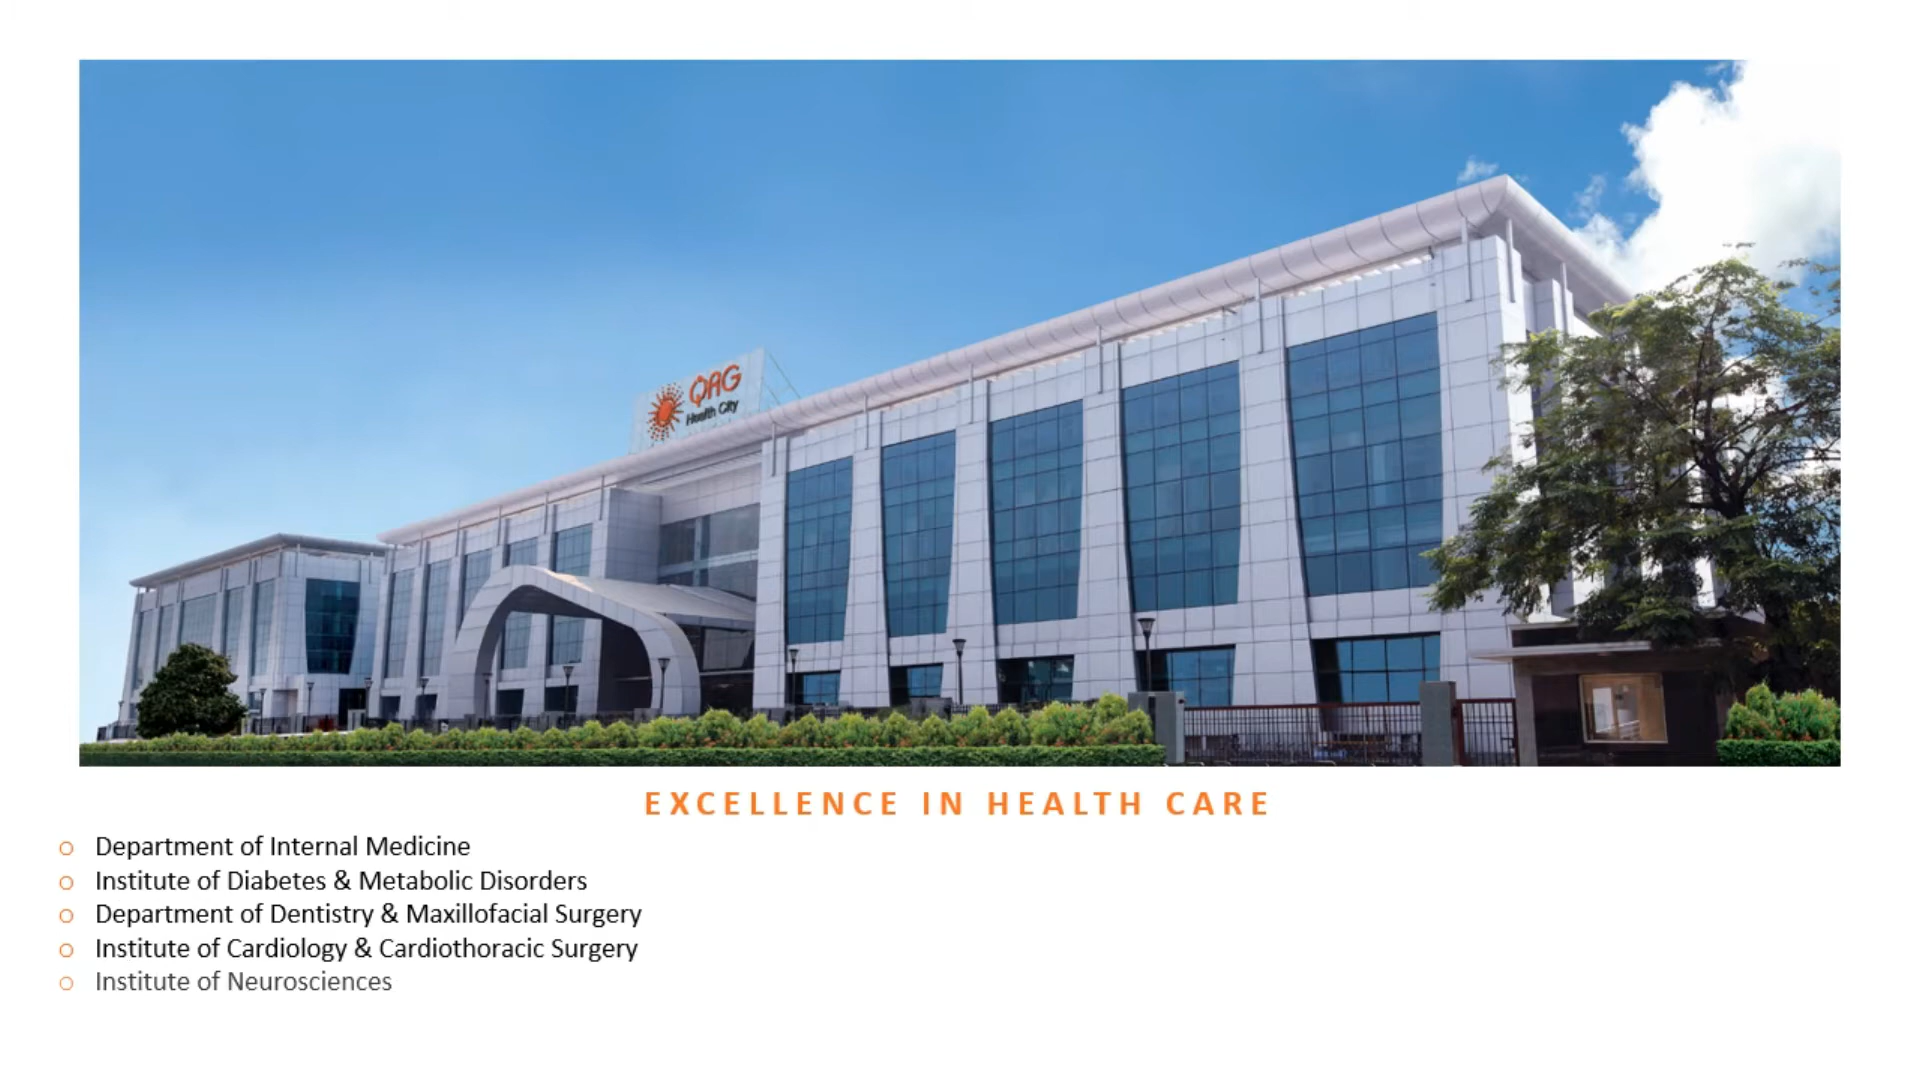 QRG
Health City
EXCELLENCE IN HEALTH CARE
Department of Internal Medicine
Institute of Diabetes & Metabolic Disorders
Department of Dentistry & Maxillofacial Surgery
Institute of Cardiology & Cardiothoracic Surgery
Institute of Neurosciences